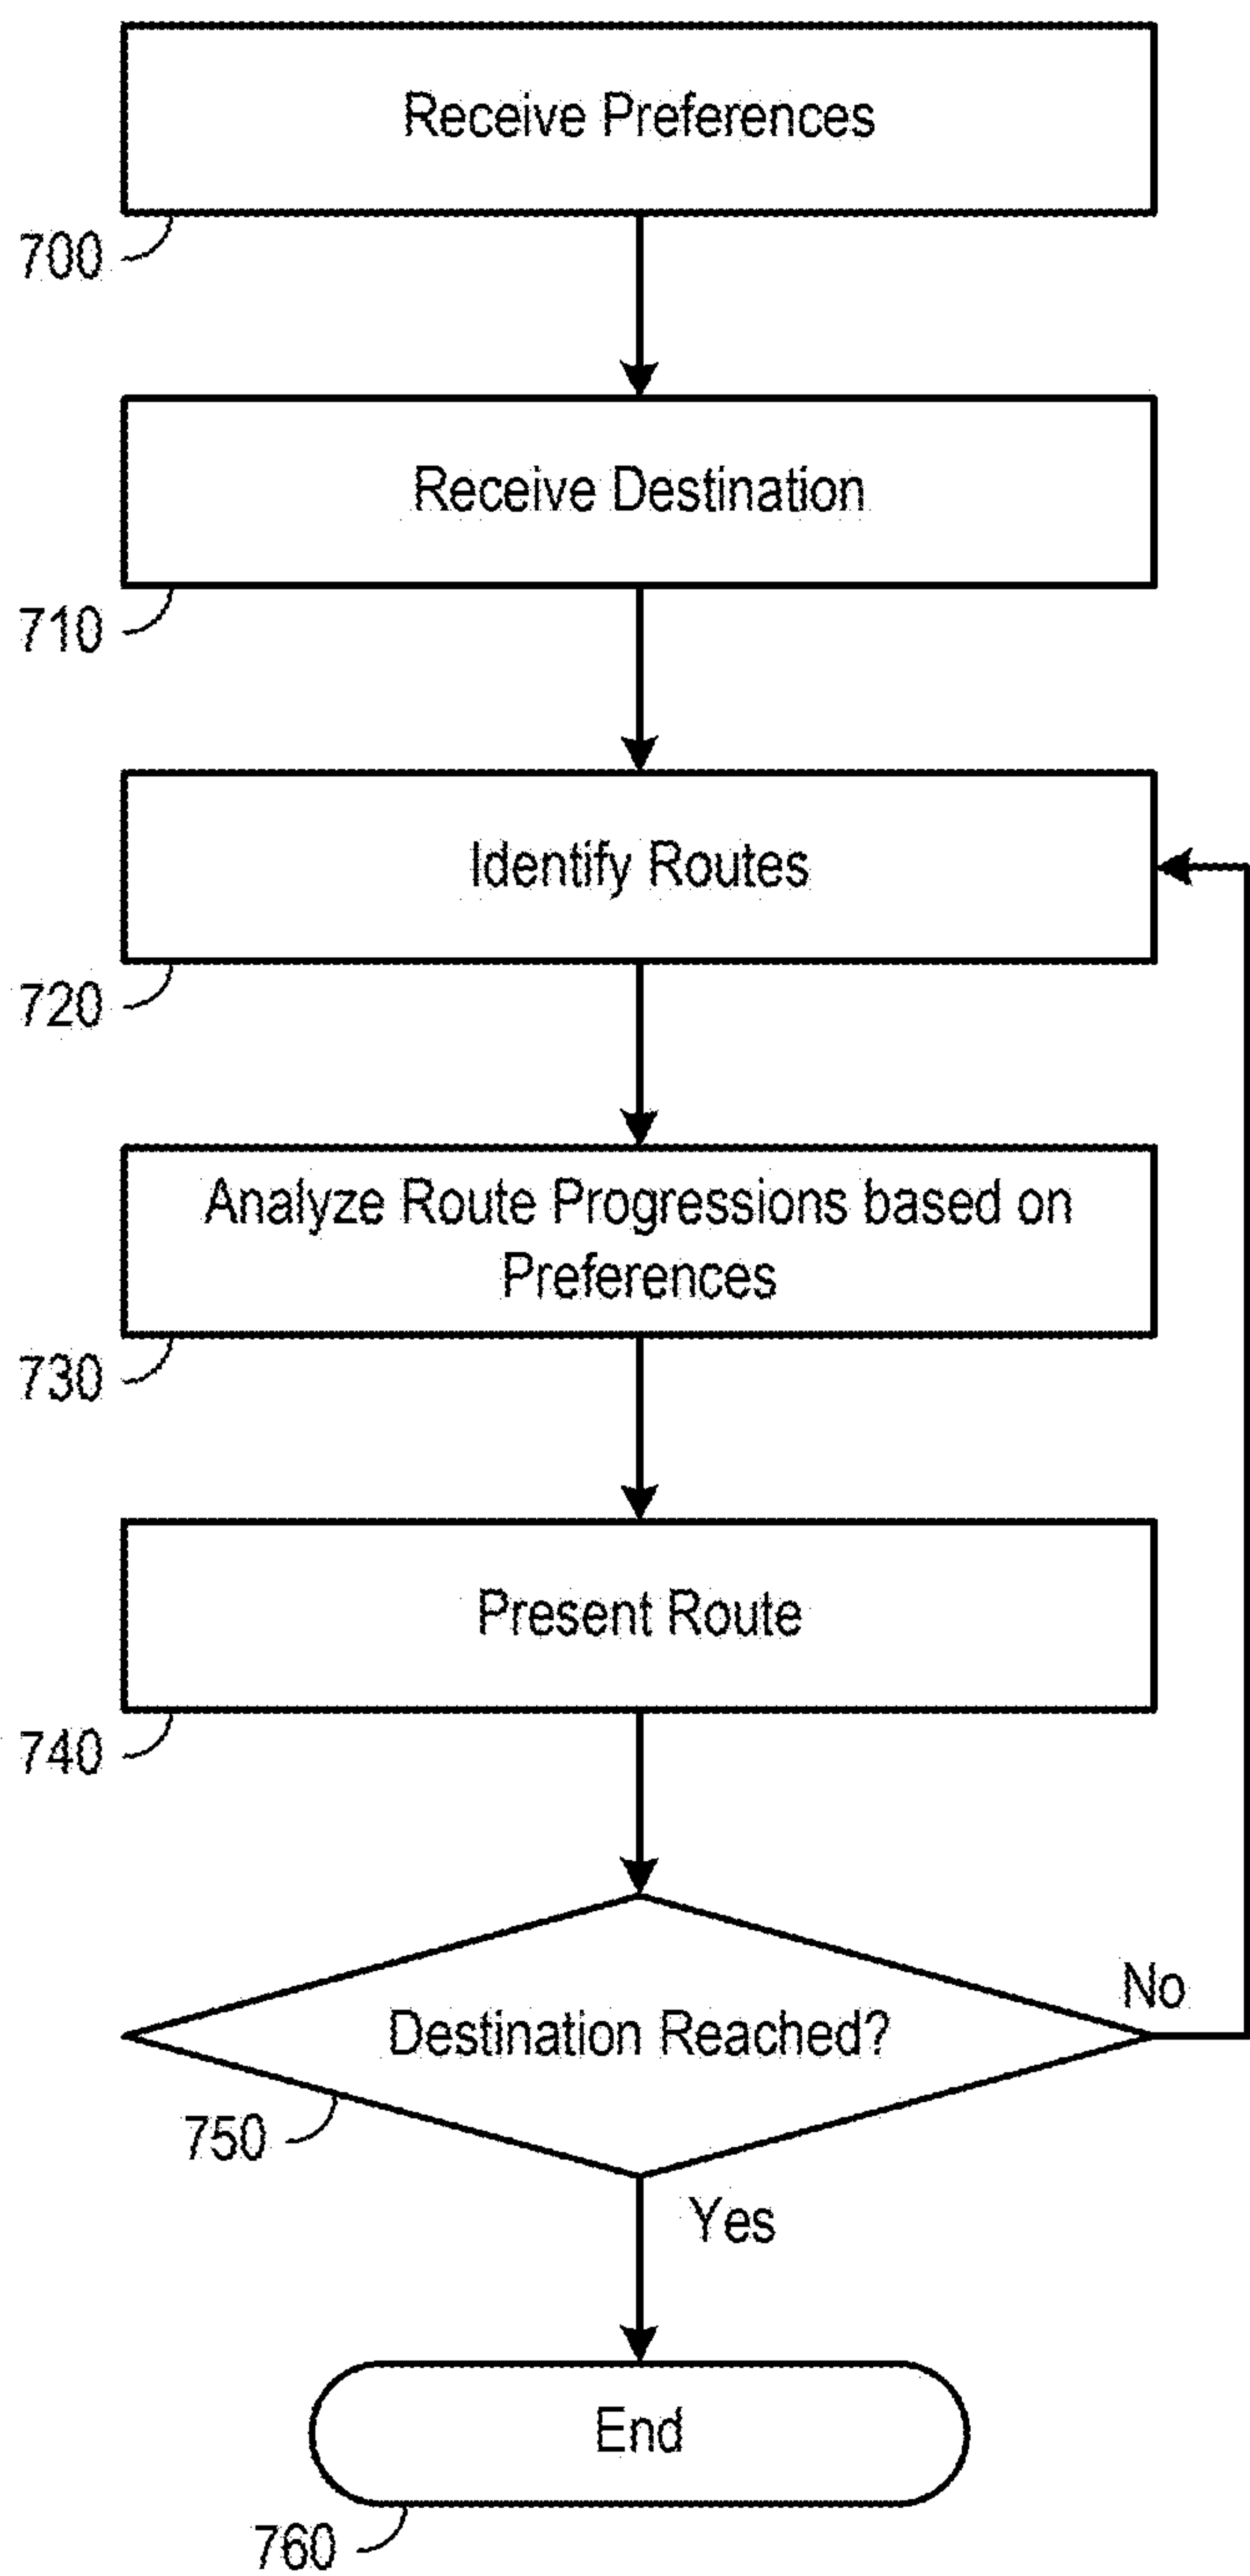 Receive Preferences
700
Receive Destination
710
Identify Routes
720
Analyze Route Progressions based on
Preferences
730
Present Route
740
No
Destination Reached?
750
Yes
End
760